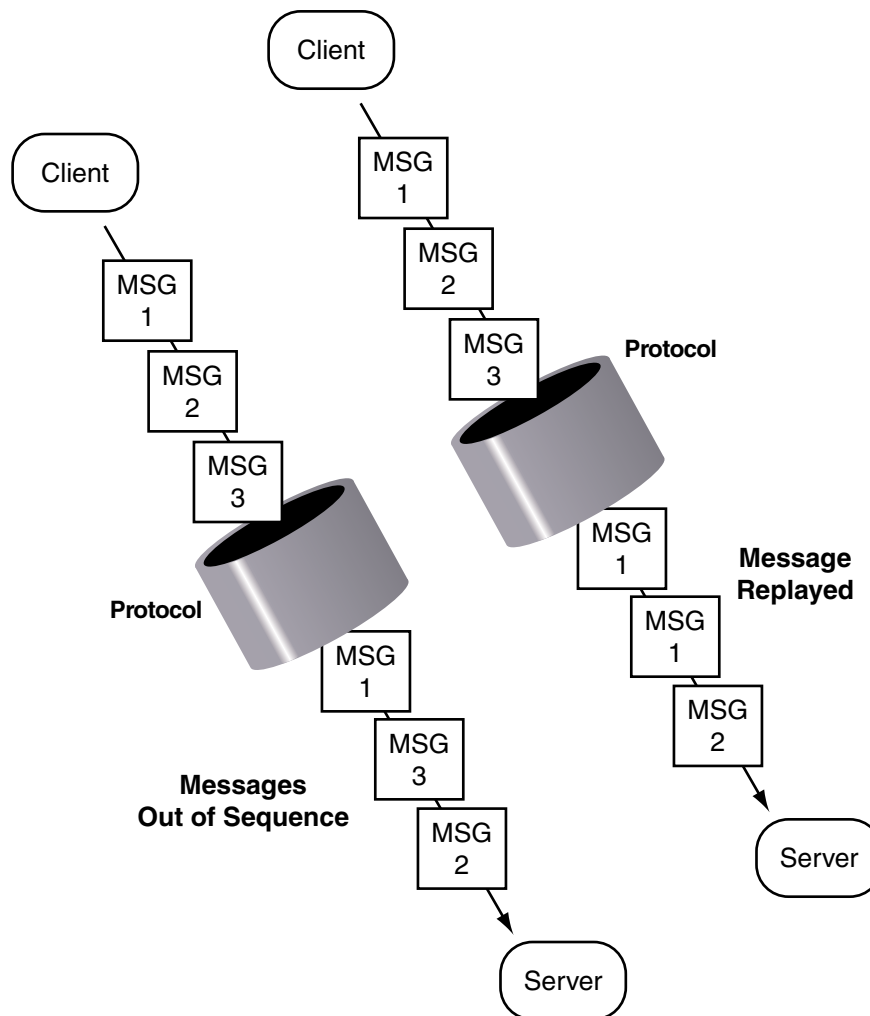 Client
MSG
1
MSG
2
MSG
3
Protocol
MSG
1
MSG
3
MSG
2
Messages
Out of Sequence
Server
Client
MSG
1
MSG
2
MSG
3
Protocol
MSG
1
MSG
1
MSG
2
Message
Replayed
Server